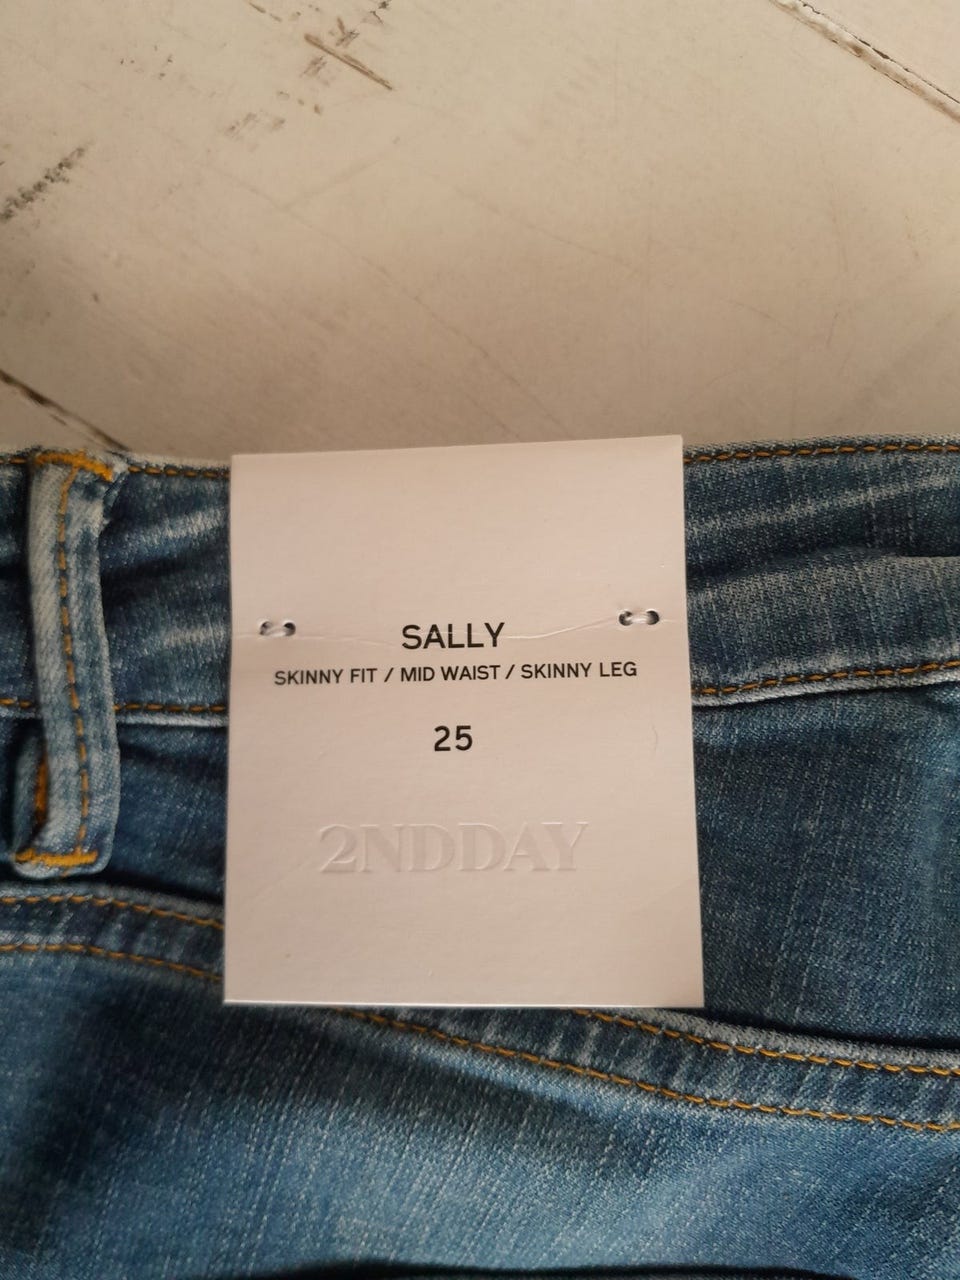 SALLY
SKINNY FIT / MID WAIST / SKINNY LEG
25
2NDDAY